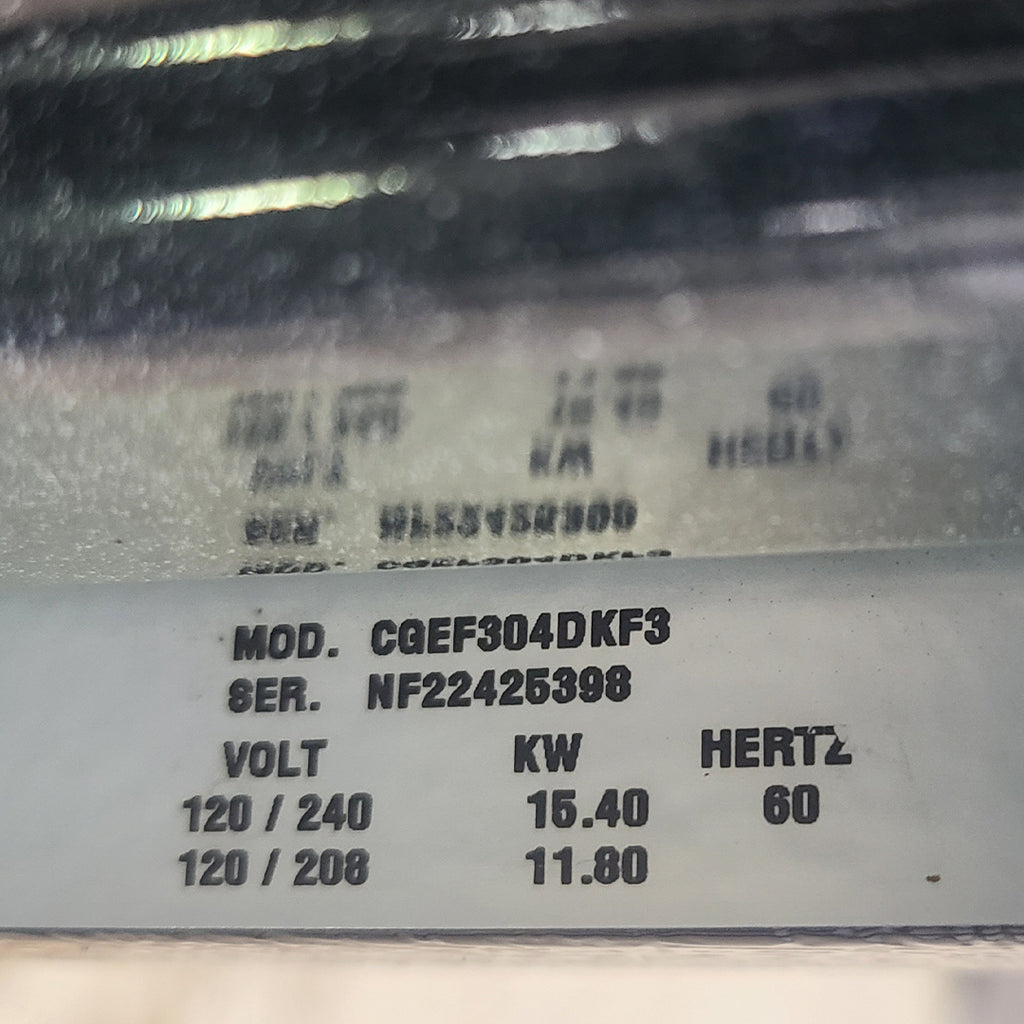 MOD. CGEF304DKF3
SER. NF22425398
VOLT KW HERTZ
120 / 240 15.40 60
120 / 208 11.80